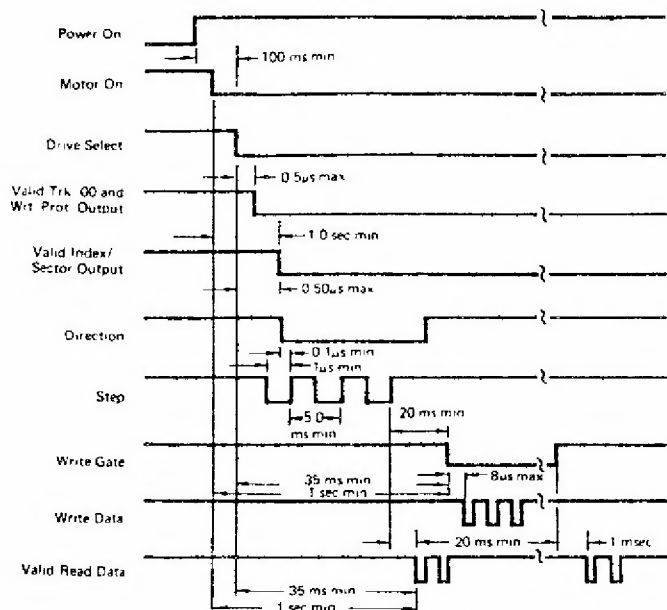 Power On
100 ms min
Motor On
Drive Select
0.5µs max
Valid Trk 00 and
Wrt Prot Output
1.0 sec min
Valid Index/
Sector Output
0.50µs max
Direction
0.1µs min
1µs min
Step
5.0
ms min
20 ms min
Write Gate
35 ms min
1 sec min
8µs max
Write Data
20 ms min
1 msec
Valid Read Data
35 ms min
1 sec min